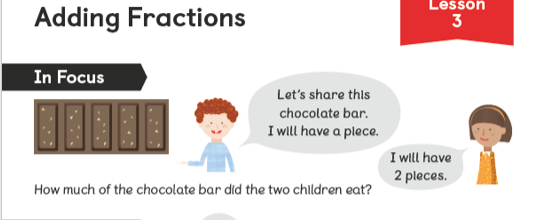 Adding Fractions
Lesson
3
In Focus
Let's share this
chocolate bar.
I will have a piece.
I will have
2 pieces.
How much of the chocolate bar did the two children eat?